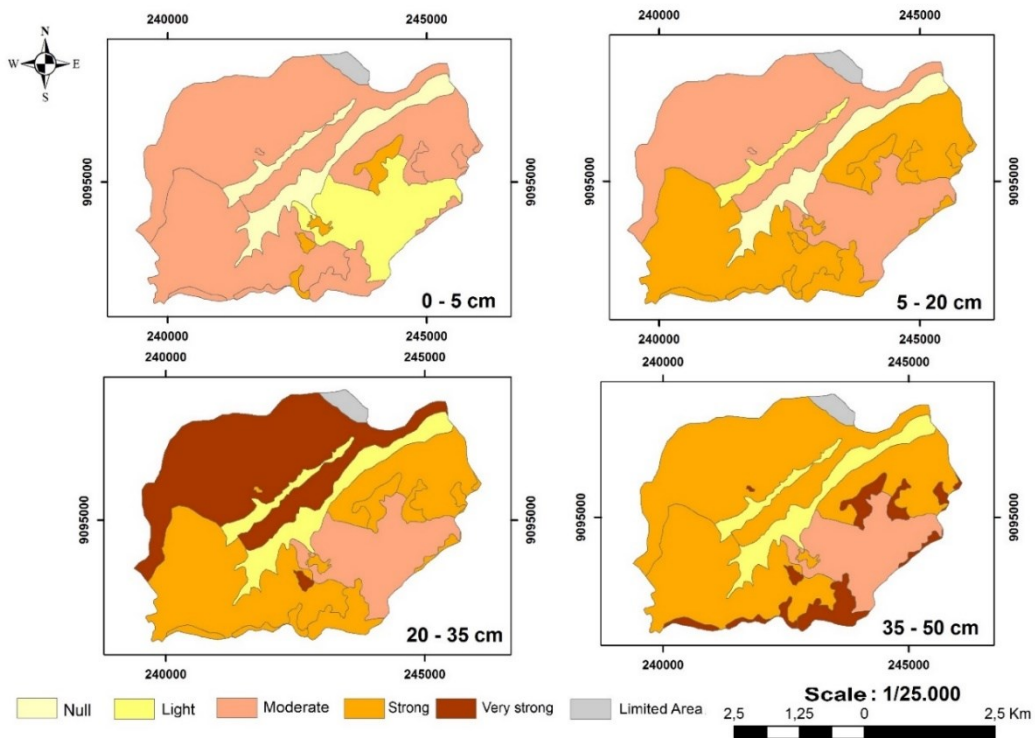 240000 245000 240000 245000
N
W E
S
9095000 9095000 9095000 9095000
0 - 5 cm 5 - 20 cm
240000 245000 240000 245000
240000 245000 240000 245000
9095000 9095000 9095000 9095000
20 - 35 cm 35 - 50 cm
240000 245000 240000 245000
Null Light Moderate Strong Very strong Limited Area
Scale : 1/25.000
2,5 1,25 0 2,5 Km